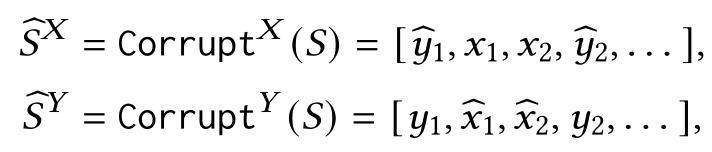 Ŝ^X = Corrupt^X(S) = [ŷ₁, x₁, x₂, ŷ₂, . . . ],
Ŝ^Y = Corrupt^Y(S) = [y₁, x̂₁, x̂₂, y₂, . . . ],